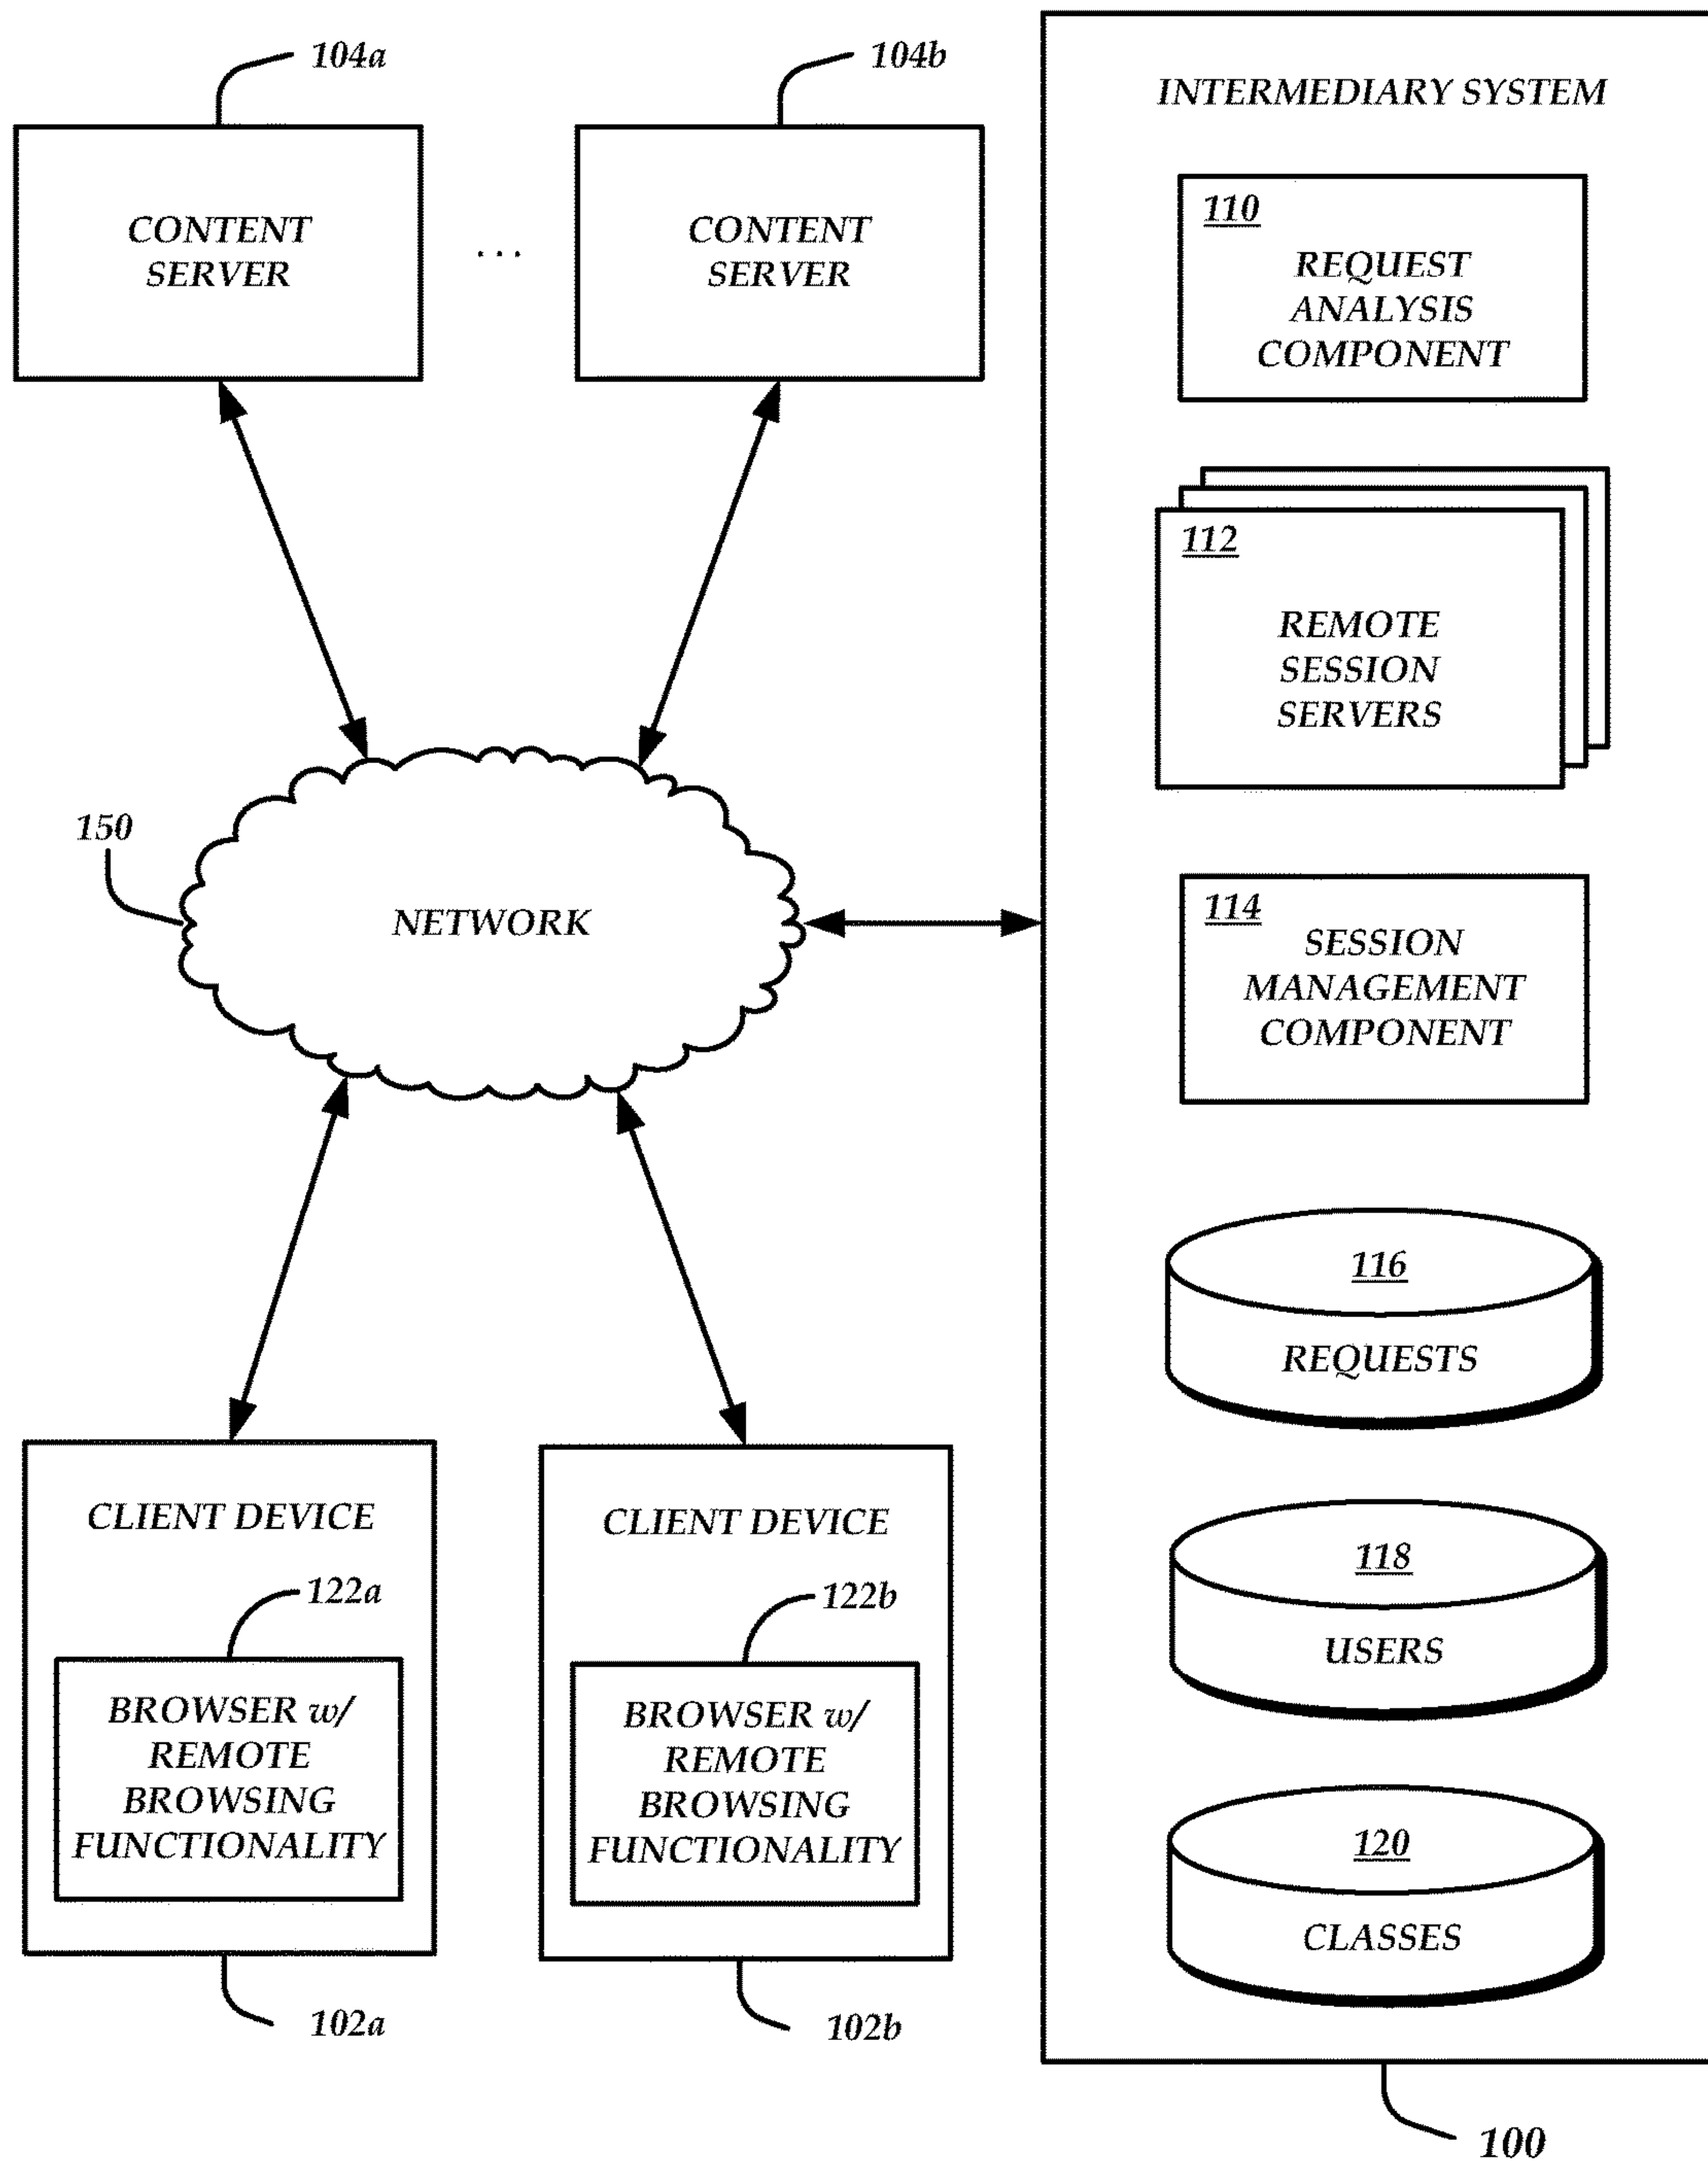 104a
104b
CONTENT
SERVER
...
CONTENT
SERVER
INTERMEDIARY SYSTEM
110
REQUEST
ANALYSIS
COMPONENT
112
REMOTE
SESSION
SERVERS
150
NETWORK
114
SESSION
MANAGEMENT
COMPONENT
116
REQUESTS
118
USERS
120
CLASSES
CLIENT DEVICE
122a
BROWSER w/
REMOTE
BROWSING
FUNCTIONALITY
102a
CLIENT DEVICE
122b
BROWSER w/
REMOTE
BROWSING
FUNCTIONALITY
102b
100